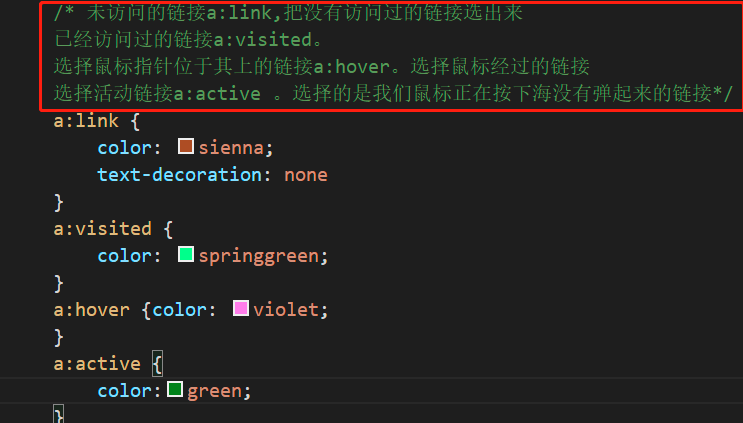 /* 未访问的链接a:link,把没有访问过的链接选出来
已经访问过的链接a:visited。
选择鼠标指针位于其上的链接a:hover。选择鼠标经过的链接
选择活动链接a:active 。选择的是我们鼠标正在按下海没有弹起来的链接*/
a:link {
color: sienna;
text-decoration: none
}
a:visited {
color: springgreen;
}
a:hover {color: violet;
}
a:active {
color: green;
}